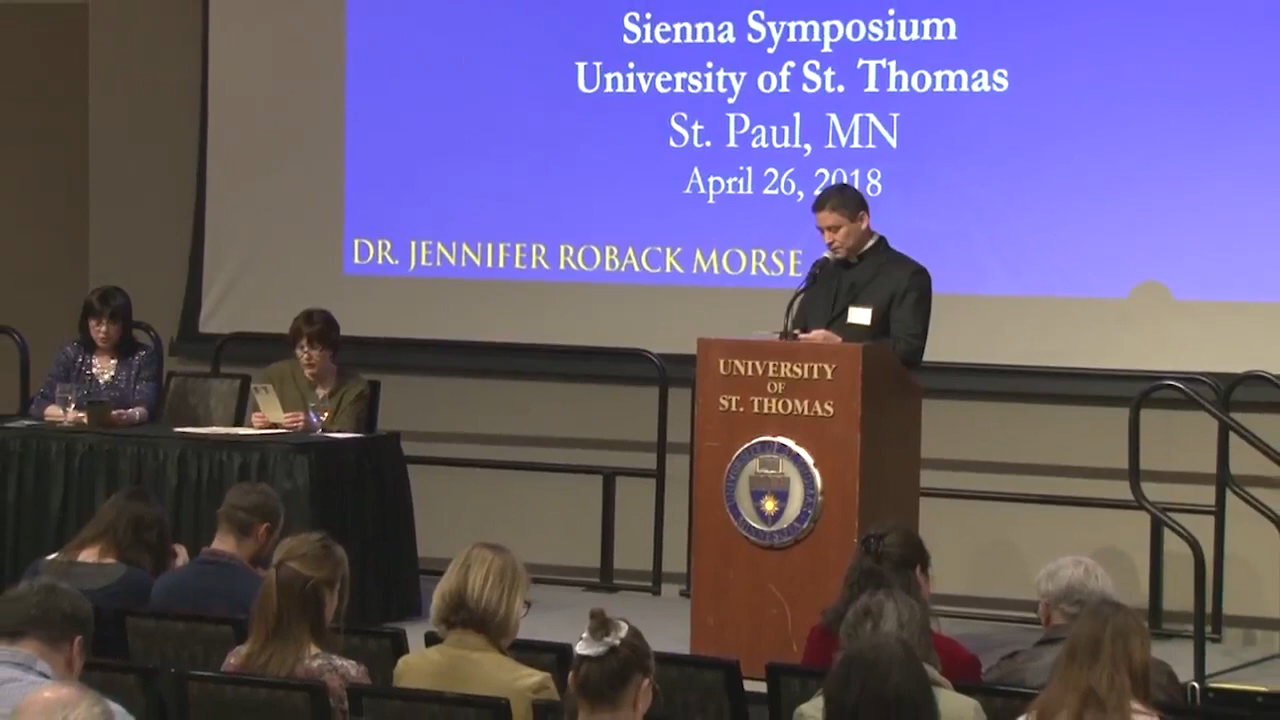 Sienna Symposium
University of St. Thomas
St. Paul, MN
April 26, 2018
DR. JENNIFER ROBACK MORSE
UNIVERSITY
OF
ST. THOMAS